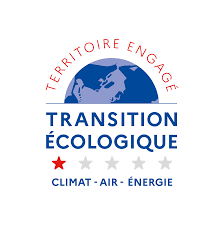 TERRITOIRE ENGAGÉ
TRANSITION
ÉCOLOGIQUE
CLIMAT - AIR - ÉNERGIE